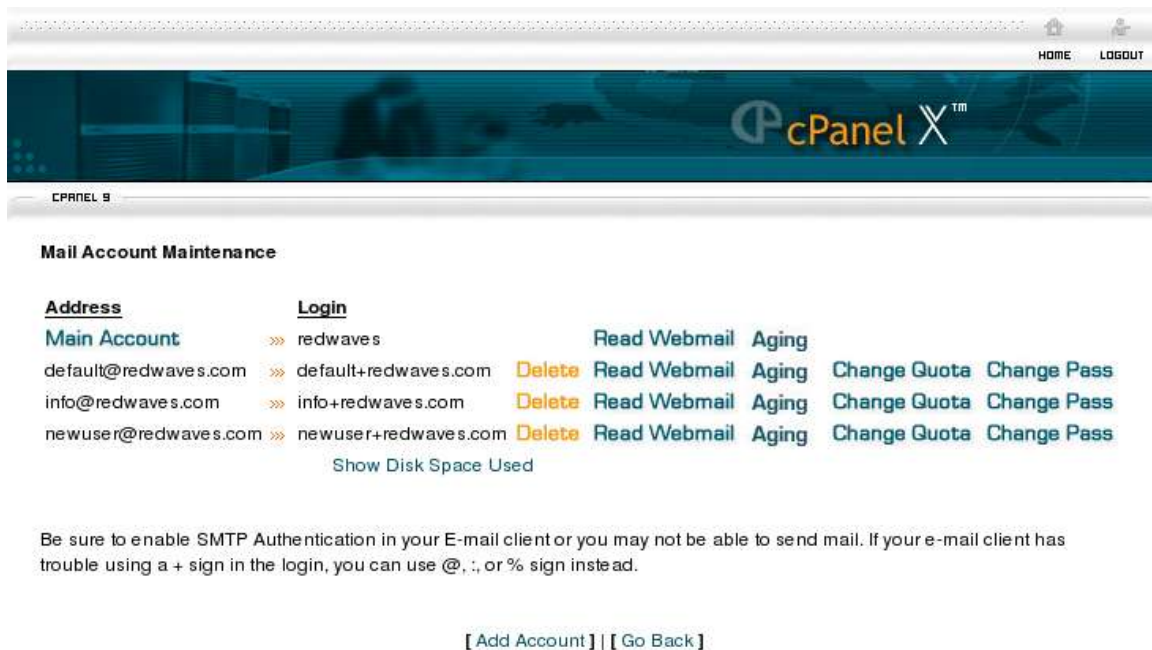 HOME LOGOUT
cPanel X™
CPANEL 9
Mail Account Maintenance
Address Login
Main Account »» redwaves Read Webmail Aging
default@redwaves.com »» default+redwaves.com Delete Read Webmail Aging Change Quota Change Pass
info@redwaves.com »» info+redwaves.com Delete Read Webmail Aging Change Quota Change Pass
newuser@redwaves.com »» newuser+redwaves.com Delete Read Webmail Aging Change Quota Change Pass
Show Disk Space Used
Be sure to enable SMTP Authentication in your E-mail client or you may not be able to send mail. If your e-mail client has
trouble using a + sign in the login, you can use @, :, or % sign instead.
[ Add Account ] | [ Go Back ]